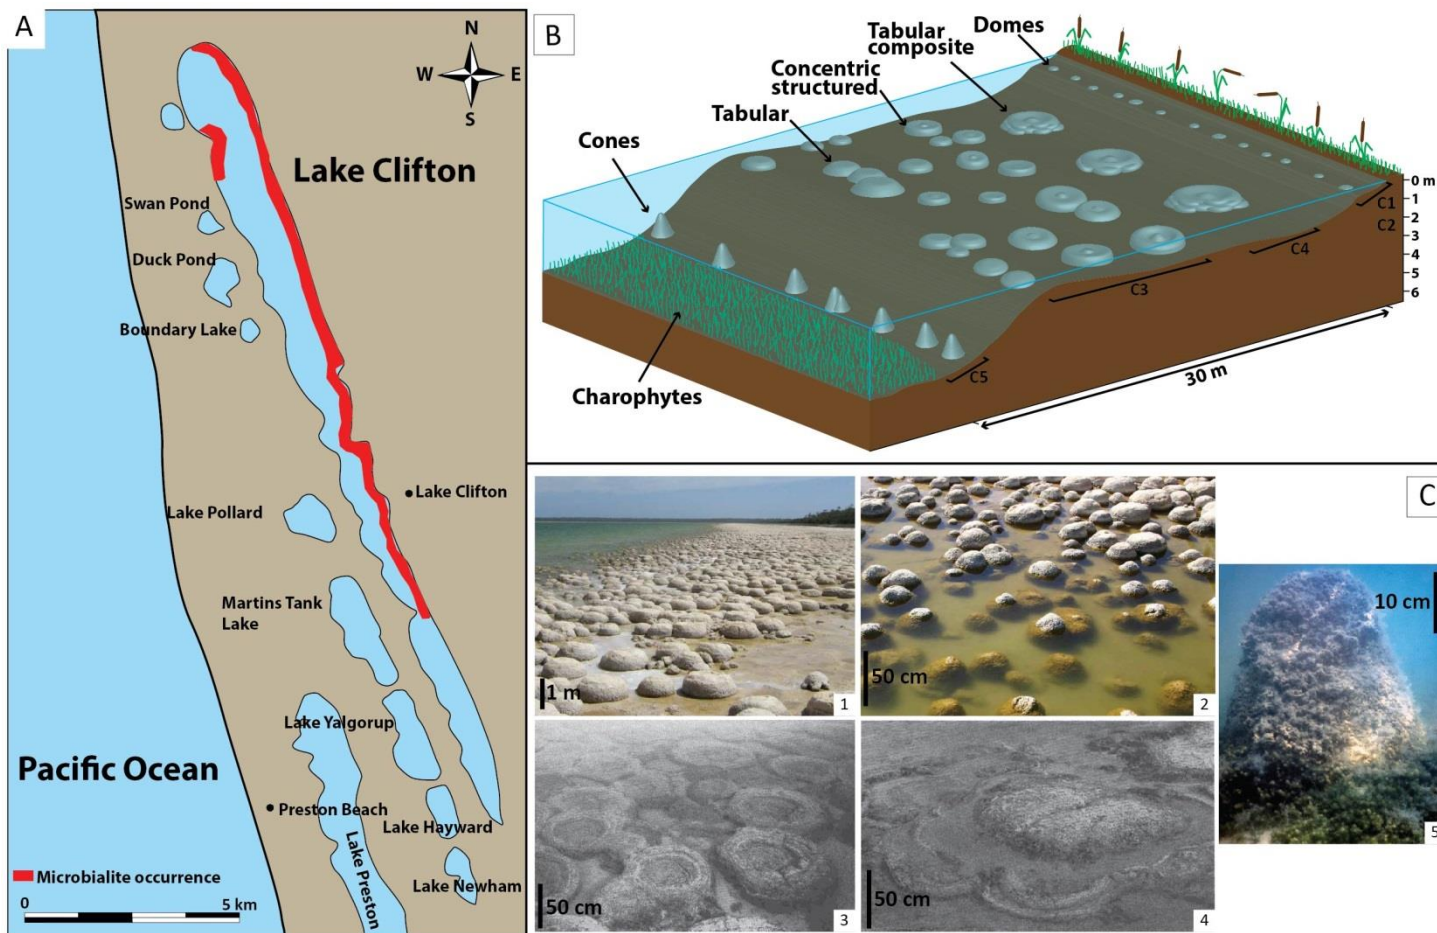 A
N
W
E
S
Lake Clifton
Swan Pond
Duck Pond
Boundary Lake
Lake Clifton
Lake Pollard
Martins Tank
Lake
Lake Yalgorup
Pacific Ocean
Preston Beach
Lake Hayward
Lake Preston
Lake Newham
Microbialite occurrence
0
5 km
B
Domes
Tabular
composite
Concentric
structured
Tabular
Cones
Charophytes
0 m
1
2
3
4
5
6
C1
C2
C4
C3
C5
30 m
C
1 m
1
50 cm
2
50 cm
3
50 cm
4
10 cm
5